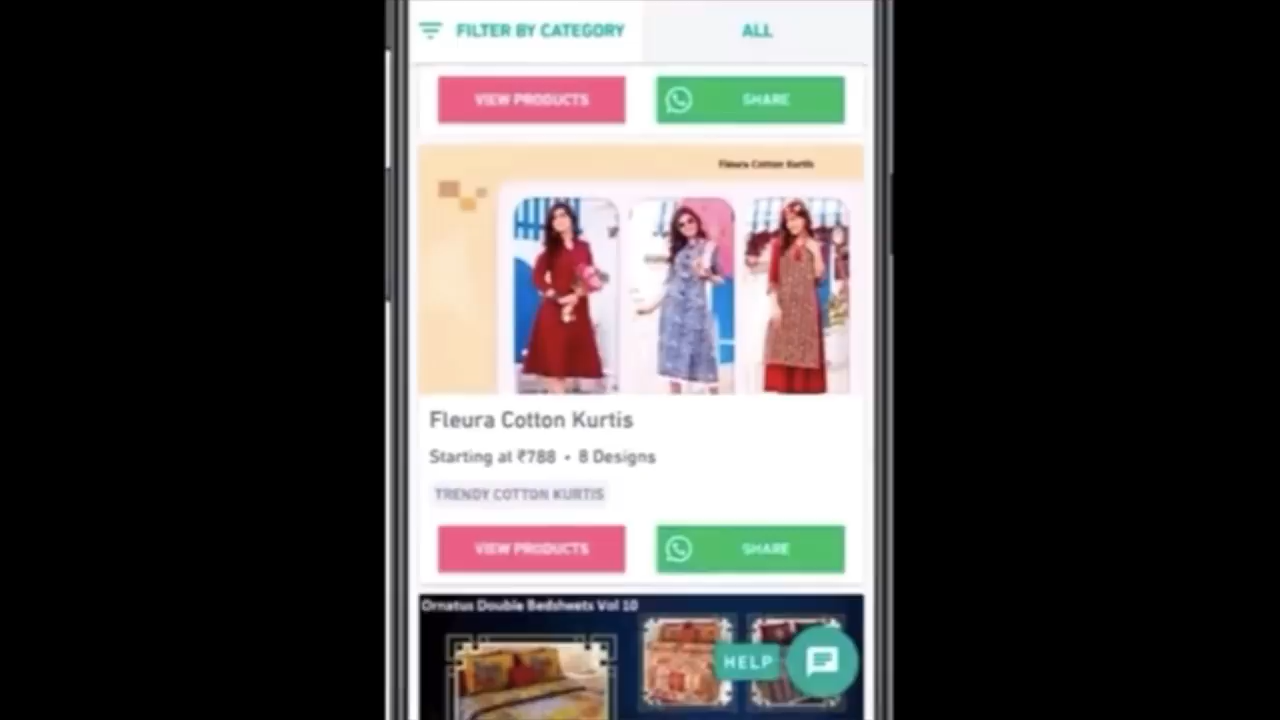 FILTER BY CATEGORY
ALL
VIEW PRODUCTS
SHARE
Fleura Cotton Kurtis
Fleura Cotton Kurtis
Starting at ₹788 • 8 Designs
TRENDY COTTON KURTIS
VIEW PRODUCTS
SHARE
Ornatus Double Bedsheets Vol 10
HELP